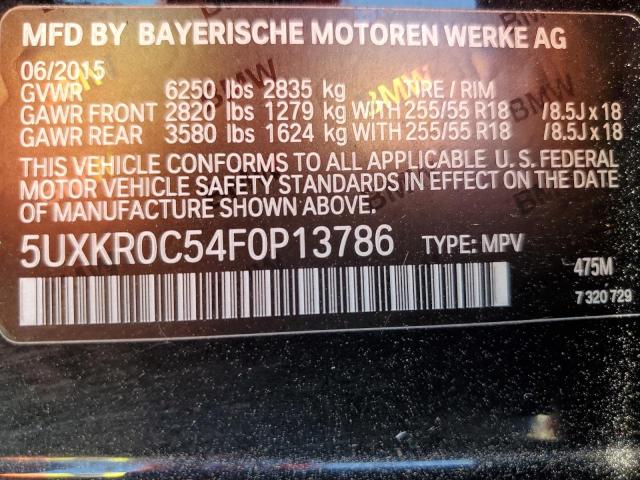 MFD BY BAYERISCHE MOTOREN WERKE AG
06/2015
GVWR 6250 lbs 2835 kg TIRE / RIM
GAWR FRONT 2820 lbs 1279 kg WITH 255/55 R18 /8.5J x 18
GAWR REAR 3580 lbs 1624 kg WITH 255/55 R18 /8.5J x 18
THIS VEHICLE CONFORMS TO ALL APPLICABLE U.S. FEDERAL
MOTOR VEHICLE SAFETY STANDARDS IN EFFECT ON THE DATE
OF MANUFACTURE SHOWN ABOVE.
5UXKR0C54F0P13786 TYPE: MPV
475M
7 320 729